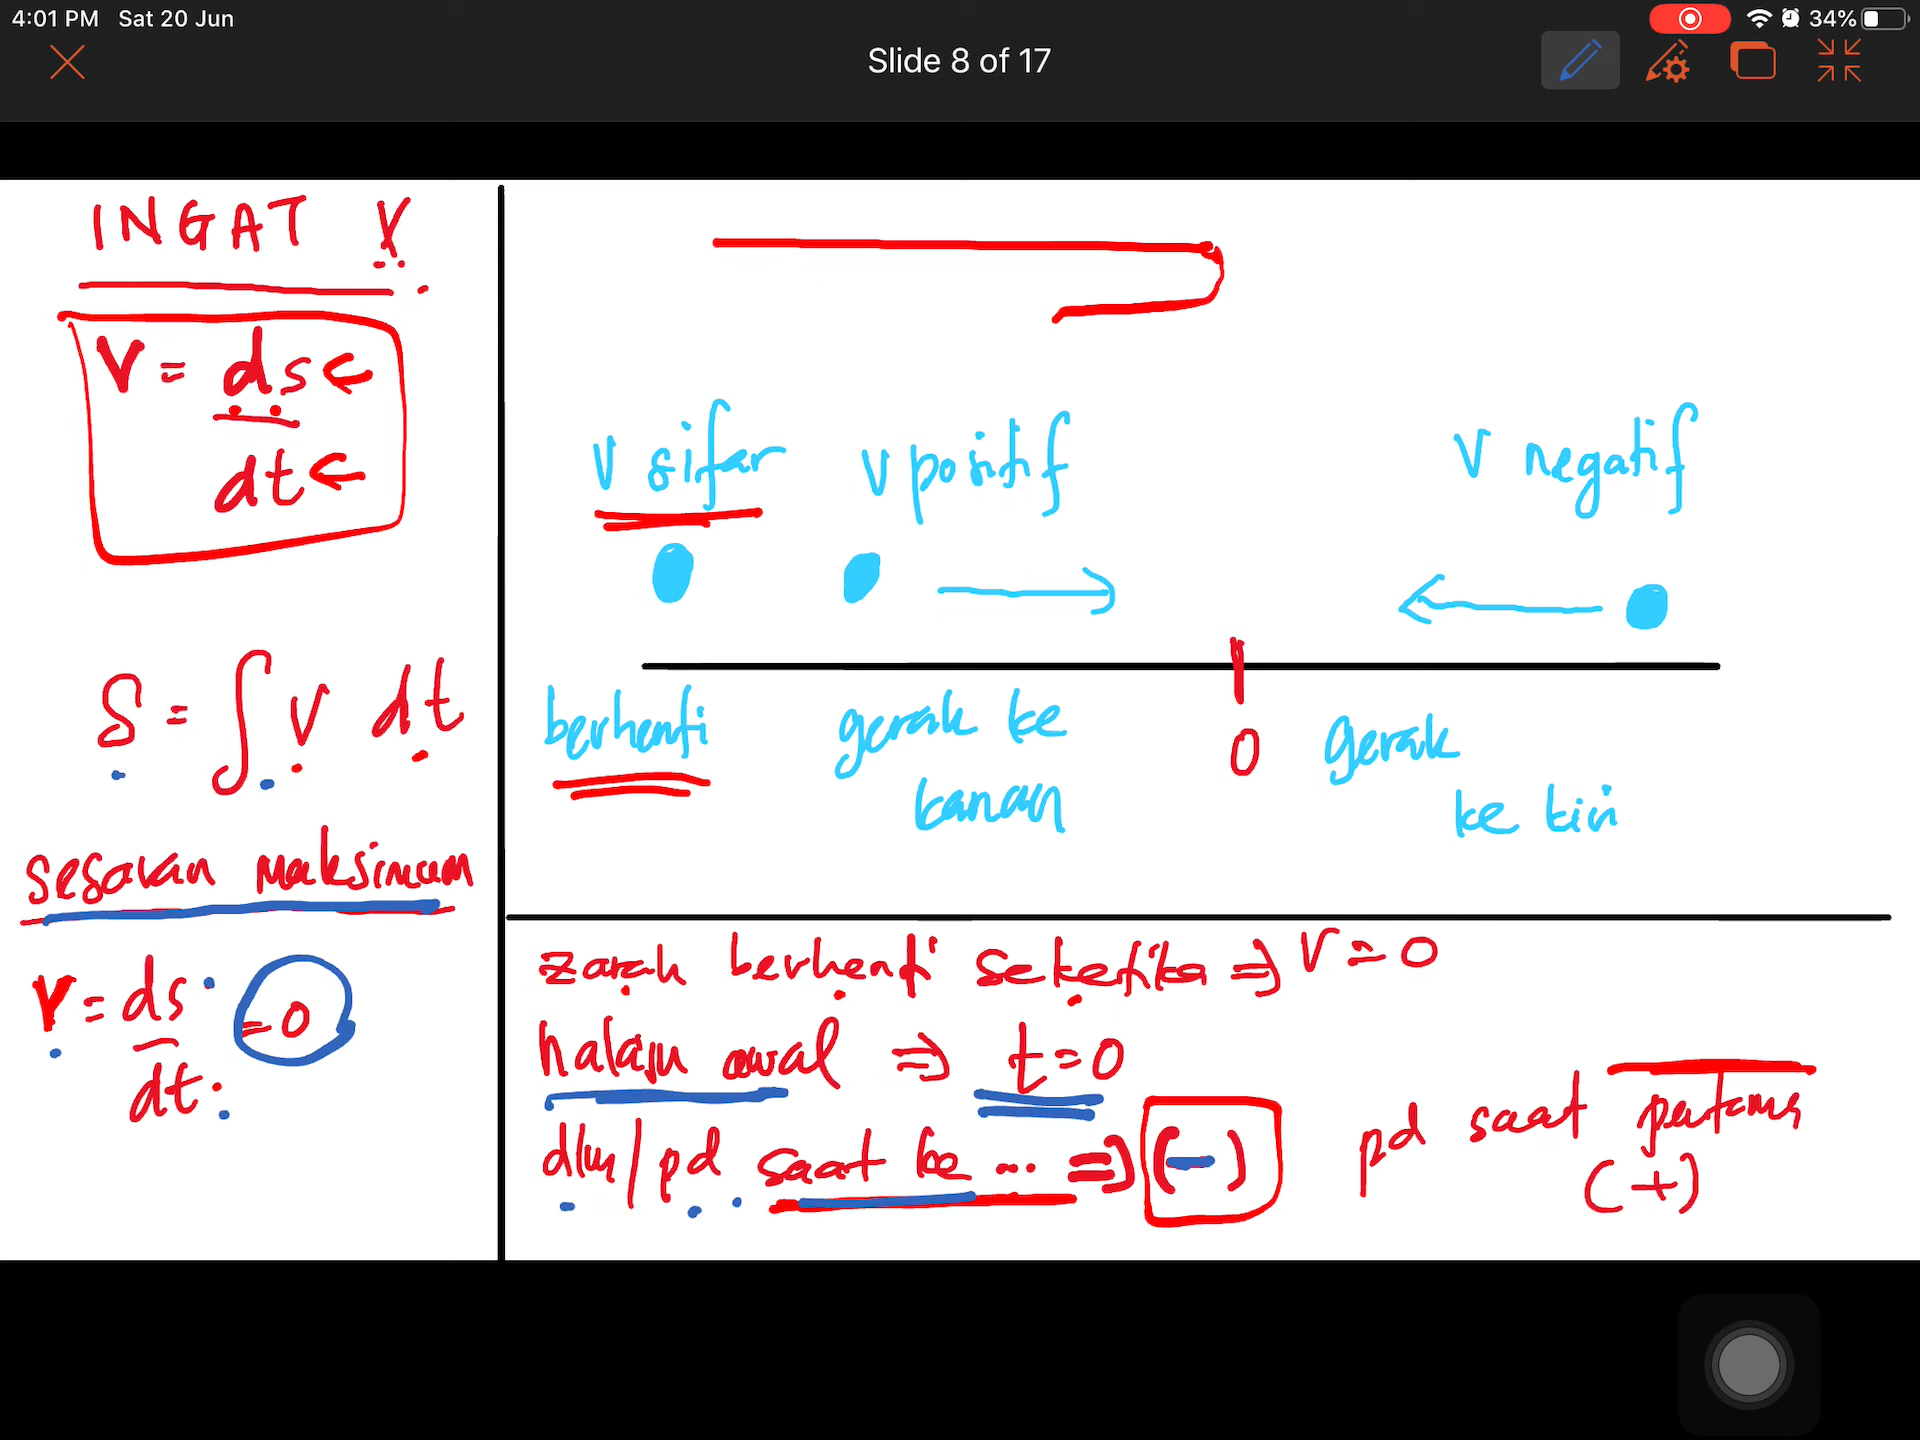 4:01 PM Sat 20 Jun
34%
Slide 8 of 17
INGAT V
V = ds
dt
S = ∫ v dt
sesaran maksimum
V = ds = 0
dt
V sifar
V positif
V negatif
berhenti
gerak ke
kanan
0
gerak
ke kiri
zarah berhenti seketika ⇒ V = 0
halaju awal ⇒ t = 0
dlm / pd saat ke ... ⇒ (-)
pd saat pertama
(+)